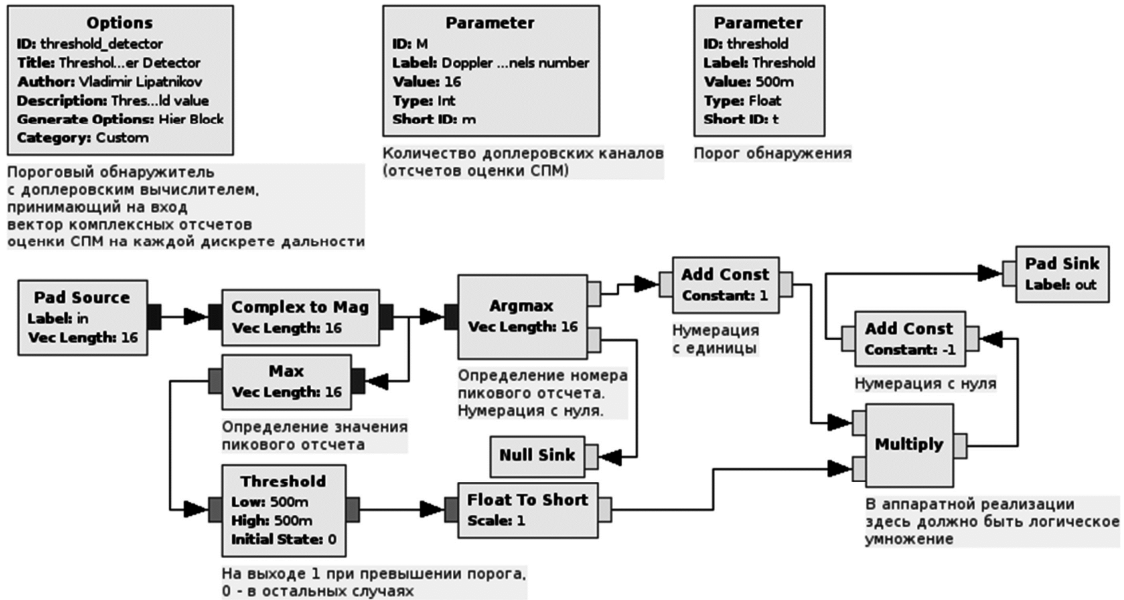 Options
ID: threshold_detector
Title: Threshol...er Detector
Author: Vladimir Lipatnikov
Description: Thres...ld value
Generate Options: Hier Block
Category: Custom
Пороговый обнаружитель
с доплеровским вычислителем,
принимающий на вход
вектор комплексных отсчетов
оценки СПМ на каждой дискрете дальности
Parameter
ID: M
Label: Doppler ...nels number
Value: 16
Type: Int
Short ID: m
Количество доплеровских каналов
(отсчетов оценки СПМ)
Parameter
ID: threshold
Label: Threshold
Value: 500m
Type: Float
Short ID: t
Порог обнаружения
Pad Source
Label: in
Vec Length: 16
Complex to Mag
Vec Length: 16
Argmax
Vec Length: 16
Определение номера
пикового отсчета.
Нумерация с нуля.
Add Const
Constant: 1
Нумерация
с единицы
Pad Sink
Label: out
Add Const
Constant: -1
Нумерация с нуля
Max
Vec Length: 16
Определение значения
пикового отсчета
Null Sink
Multiply
В аппаратной реализации
здесь должно быть логическое
умножение
Threshold
Low: 500m
High: 500m
Initial State: 0
На выходе 1 при превышении порога,
0 - в остальных случаях
Float To Short
Scale: 1